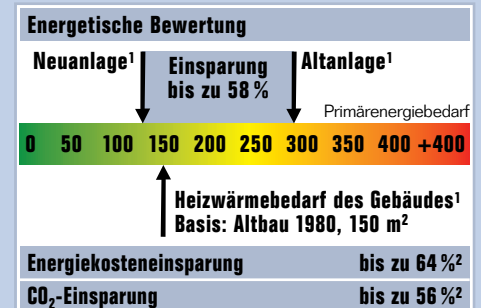 Energetische Bewertung
Neuanlage¹ Einsparung Altanlage¹
bis zu 58 %
Primärenergiebedarf
0 50 100 150 200 250 300 350 400 +400
Heizwärmebedarf des Gebäudes¹
Basis: Altbau 1980, 150 m²
Energiekosteneinsparung bis zu 64 %²
CO₂-Einsparung bis zu 56 %²